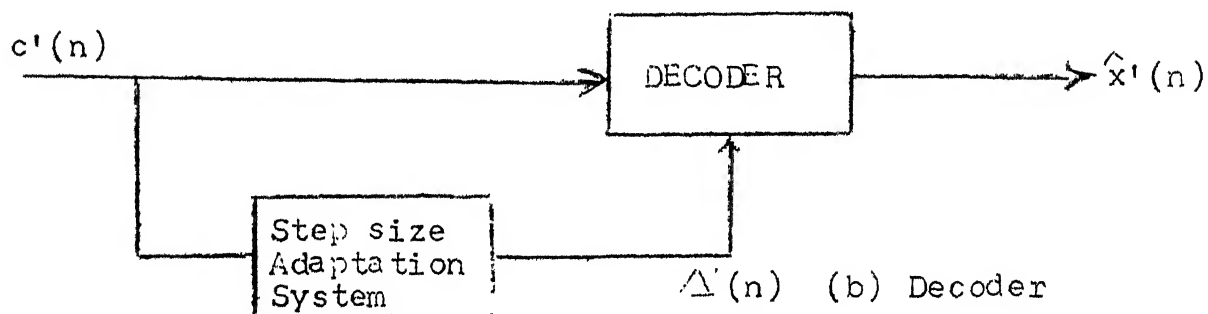 c'(n)
DECODER
x̂'(n)
Step size
Adaptation
System
Δ'(n) (b) Decoder